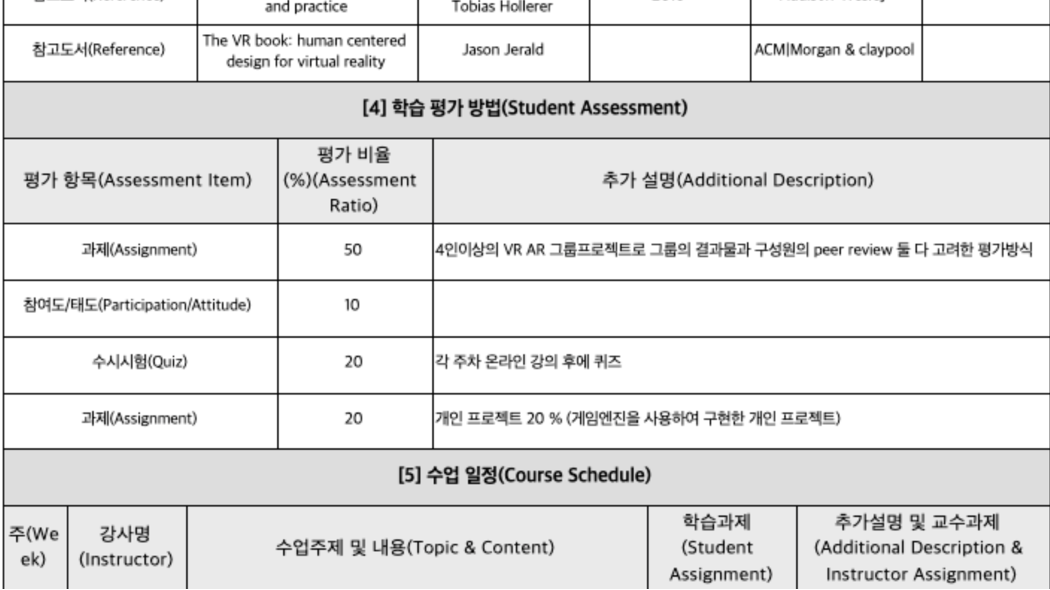 and practice
Tobias Hollerer
참고도서(Reference)
The VR book: human centered
design for virtual reality
Jason Jerald
ACM|Morgan & claypool
[4] 학습 평가 방법(Student Assessment)
평가 항목(Assessment Item)
평가 비율
(%)(Assessment
Ratio)
추가 설명(Additional Description)
과제(Assignment)
50
4인이상의 VR AR 그룹프로젝트로 그룹의 결과물과 구성원의 peer review 둘 다 고려한 평가방식
참여도/태도(Participation/Attitude)
10
수시시험(Quiz)
20
각 주차 온라인 강의 후에 퀴즈
과제(Assignment)
20
개인 프로젝트 20 % (게임엔진을 사용하여 구현한 개인 프로젝트)
[5] 수업 일정(Course Schedule)
주(We
ek)
강사명
(Instructor)
수업주제 및 내용(Topic & Content)
학습과제
(Student
Assignment)
추가설명 및 교수과제
(Additional Description &
Instructor Assignment)